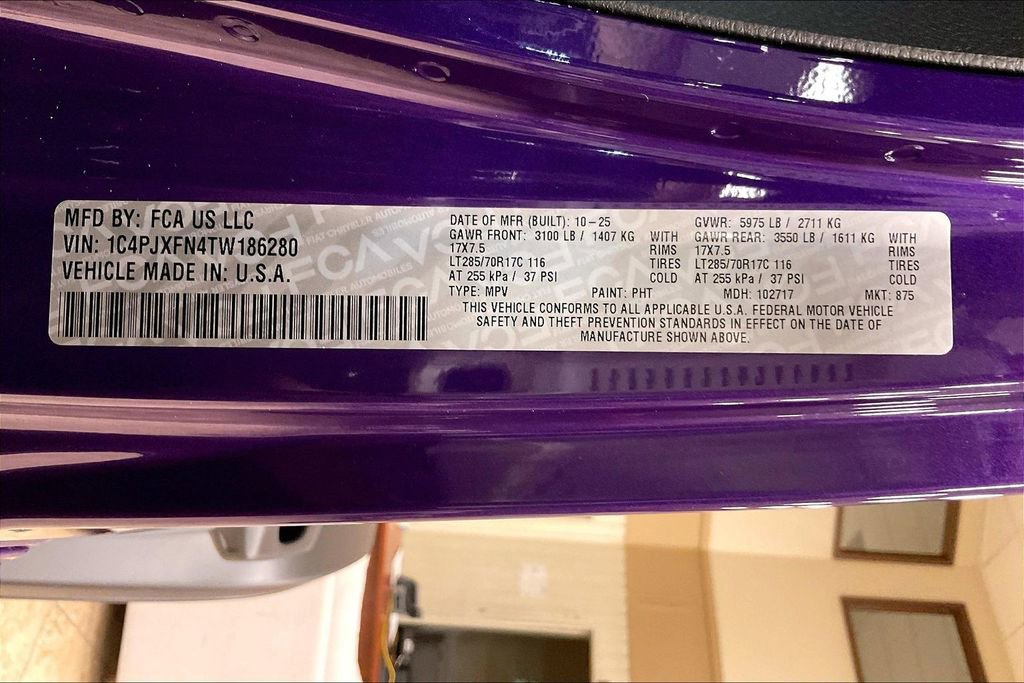 MFD BY: FCA US LLC
VIN: 1C4PJXFN4TW186280
VEHICLE MADE IN: U.S.A.
DATE OF MFR (BUILT): 10-25 GVWR: 5975 LB / 2711 KG
GAWR FRONT: 3100 LB / 1407 KG WITH GAWR REAR: 3550 LB / 1611 KG WITH
17X7.5 RIMS 17X7.5 RIMS
LT285/70R17C 116 TIRES LT285/70R17C 116 TIRES
AT 255 kPa / 37 PSI COLD AT 255 kPa / 37 PSI COLD
TYPE: MPV PAINT: PHT MDH: 102717 MKT: 875
THIS VEHICLE CONFORMS TO ALL APPLICABLE U.S.A. FEDERAL MOTOR VEHICLE
SAFETY AND THEFT PREVENTION STANDARDS IN EFFECT ON THE DATE OF
MANUFACTURE SHOWN ABOVE.